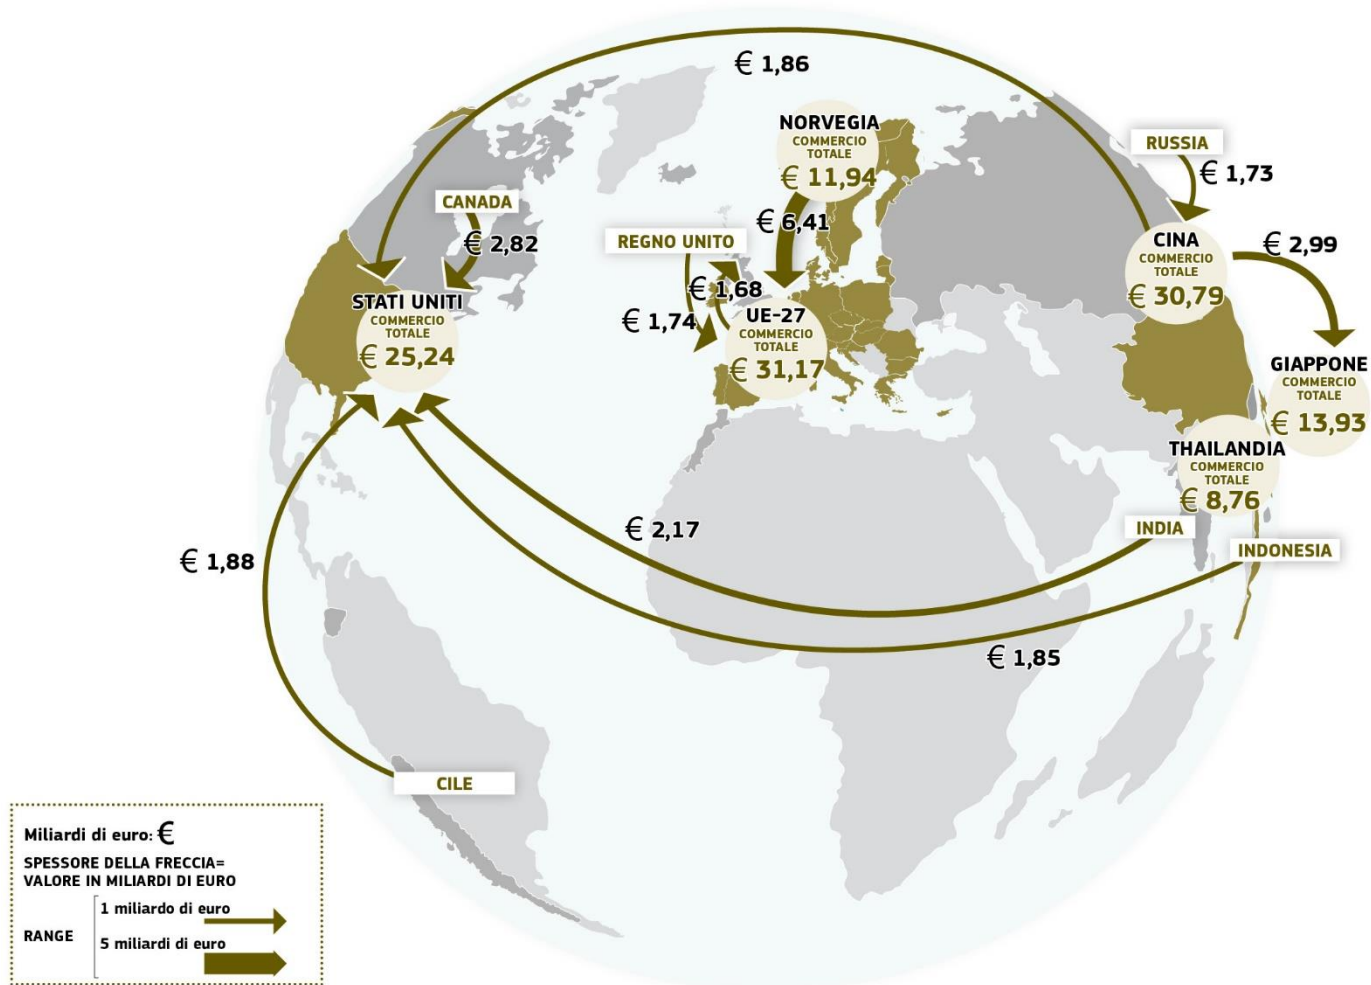 € 1,86
NORVEGIA
COMMERCIO
TOTALE
€ 11,94
RUSSIA
€ 1,73
CANADA
€ 2,82
€ 6,41
REGNO UNITO
CINA
COMMERCIO
TOTALE
€ 30,79
€ 2,99
STATI UNITI
COMMERCIO
TOTALE
€ 25,24
€ 1,68
€ 1,74
UE-27
COMMERCIO
TOTALE
€ 31,17
GIAPPONE
COMMERCIO
TOTALE
€ 13,93
THAILANDIA
COMMERCIO
TOTALE
€ 8,76
€ 2,17
INDIA
INDONESIA
€ 1,88
€ 1,85
CILE
Miliardi di euro: €
SPESSORE DELLA FRECCIA=
VALORE IN MILIARDI DI EURO
RANGE
1 miliardo di euro
5 miliardi di euro